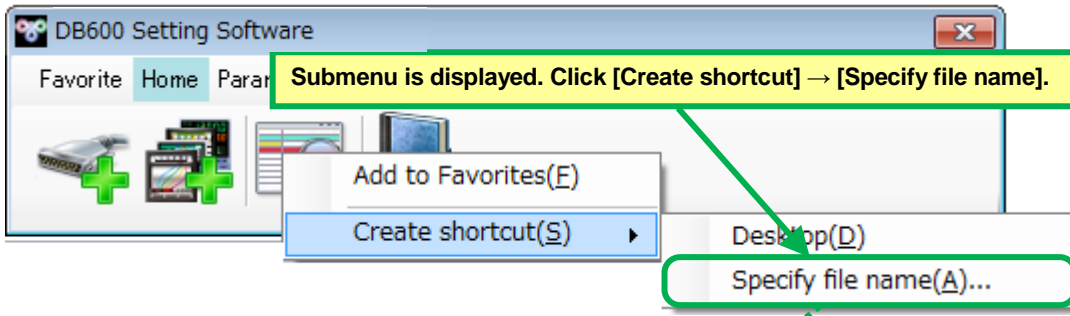 DB600 Setting Software
Favorite Home Paran
Submenu is displayed. Click [Create shortcut] → [Specify file name].
Add to Favorites(F)
Create shortcut(S)
Desktop(D)
Specify file name(A)...